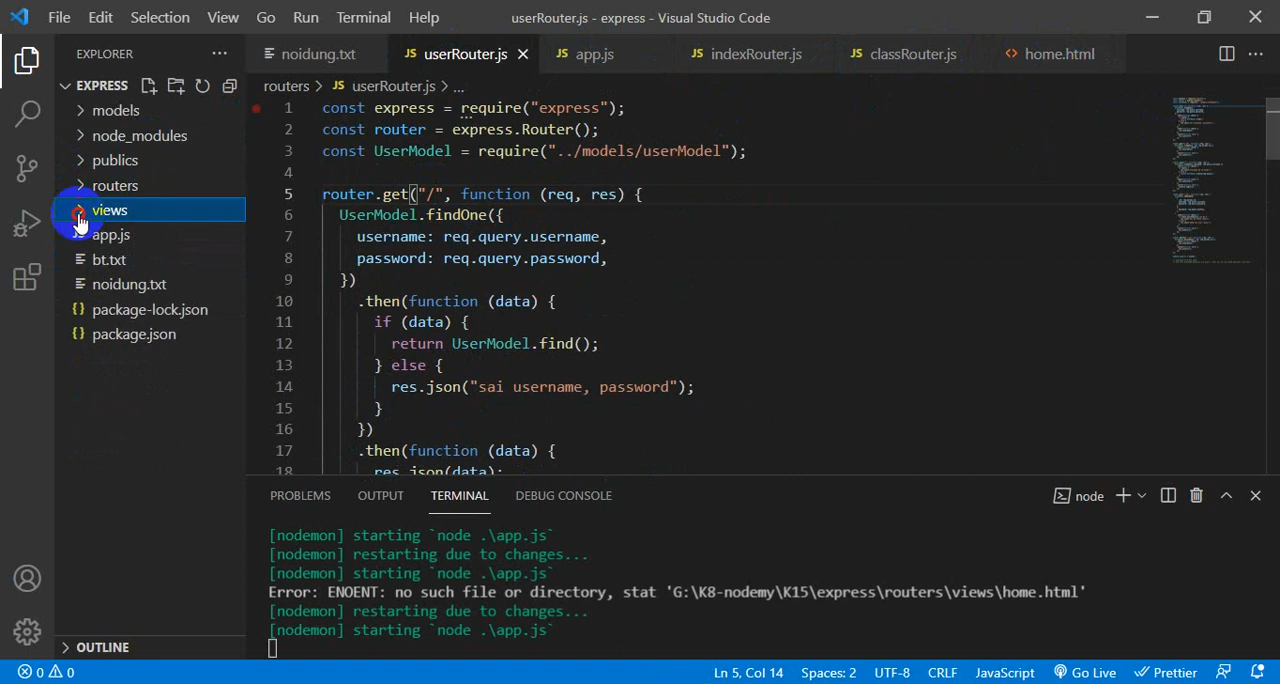 File Edit Selection View Go Run Terminal Help userRouter.js - express - Visual Studio Code
EXPLORER
EXPRESS
models
node_modules
publics
routers
views
app.js
bt.txt
noidung.txt
package-lock.json
package.json
OUTLINE
noidung.txt JS userRouter.js JS app.js JS indexRouter.js JS classRouter.js home.html
routers > JS userRouter.js > ...
1 const express = require("express");
2 const router = express.Router();
3 const UserModel = require("../models/userModel");
4
5 router.get("/", function (req, res) {
6 UserModel.findOne({
7 username: req.query.username,
8 password: req.query.password,
9 })
10 .then(function (data) {
11 if (data) {
12 return UserModel.find();
13 } else {
14 res.json("sai username, password");
15 }
16 })
17 .then(function (data) {
18 res.json(data);
PROBLEMS OUTPUT TERMINAL DEBUG CONSOLE node
[nodemon] starting `node .\app.js`
[nodemon] restarting due to changes...
[nodemon] starting `node .\app.js`
Error: ENOENT: no such file or directory, stat 'G:\K8-nodemy\K15\express\routers\views\home.html'
[nodemon] restarting due to changes...
[nodemon] starting `node .\app.js`
0 0 Ln 5, Col 14 Spaces: 2 UTF-8 CRLF JavaScript Go Live Prettier